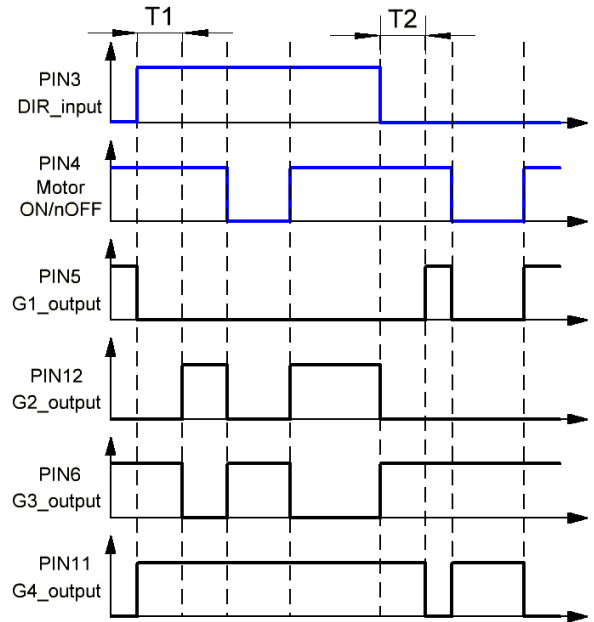 T1
T2
PIN3
DIR_input
PIN4
Motor
ON/nOFF
PIN5
G1_output
PIN12
G2_output
PIN6
G3_output
PIN11
G4_output